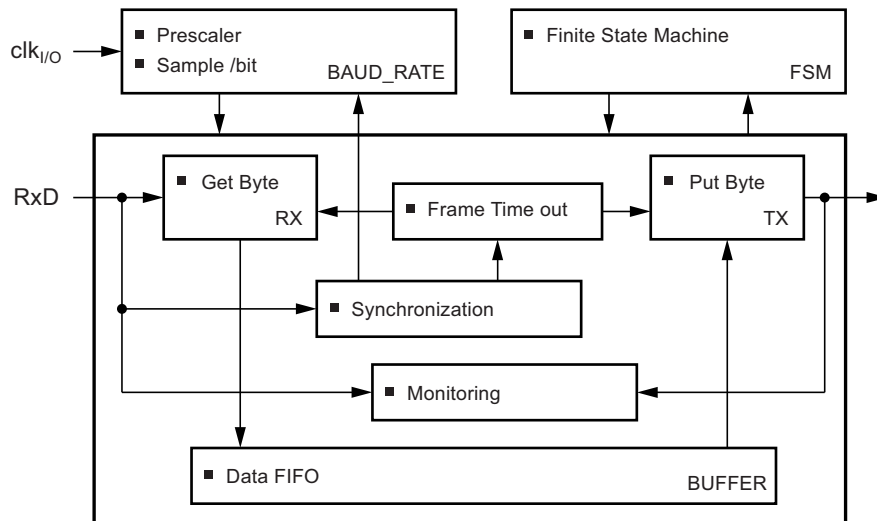 clkI/O
■ Prescaler
■ Sample /bit
BAUD_RATE
■ Finite State Machine
FSM
RxD
■ Get Byte
RX
■ Frame Time out
■ Put Byte
TX
■ Synchronization
■ Monitoring
■ Data FIFO
BUFFER